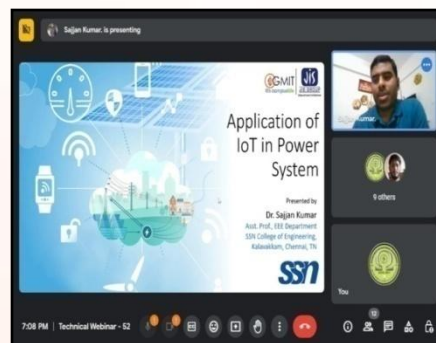 Sajjan Kumar. is presenting
GMIT
JIS
Application of
IoT in Power
System
Presented by
Dr. Sajjan Kumar
Asst. Prof., EEE Department
SSN College of Engineering,
Kalavakkam, Chennai, TN
ssn
Sajjan Kumar.
9 others
You
12
7:08 PM | Technical Webinar - 52